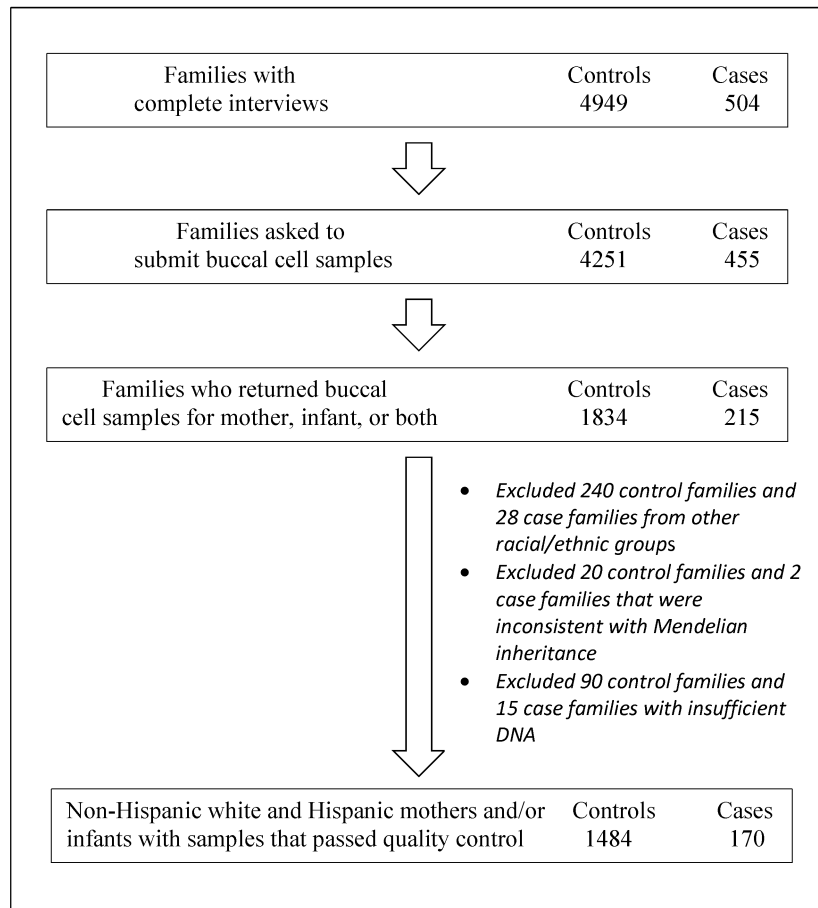 Families with Controls Cases
complete interviews 4949 504
Families asked to Controls Cases
submit buccal cell samples 4251 455
Families who returned buccal Controls Cases
cell samples for mother, infant, or both 1834 215
• Excluded 240 control families and
28 case families from other
racial/ethnic groups
• Excluded 20 control families and 2
case families that were
inconsistent with Mendelian
inheritance
• Excluded 90 control families and
15 case families with insufficient
DNA
Non-Hispanic white and Hispanic mothers and/or Controls Cases
infants with samples that passed quality control 1484 170